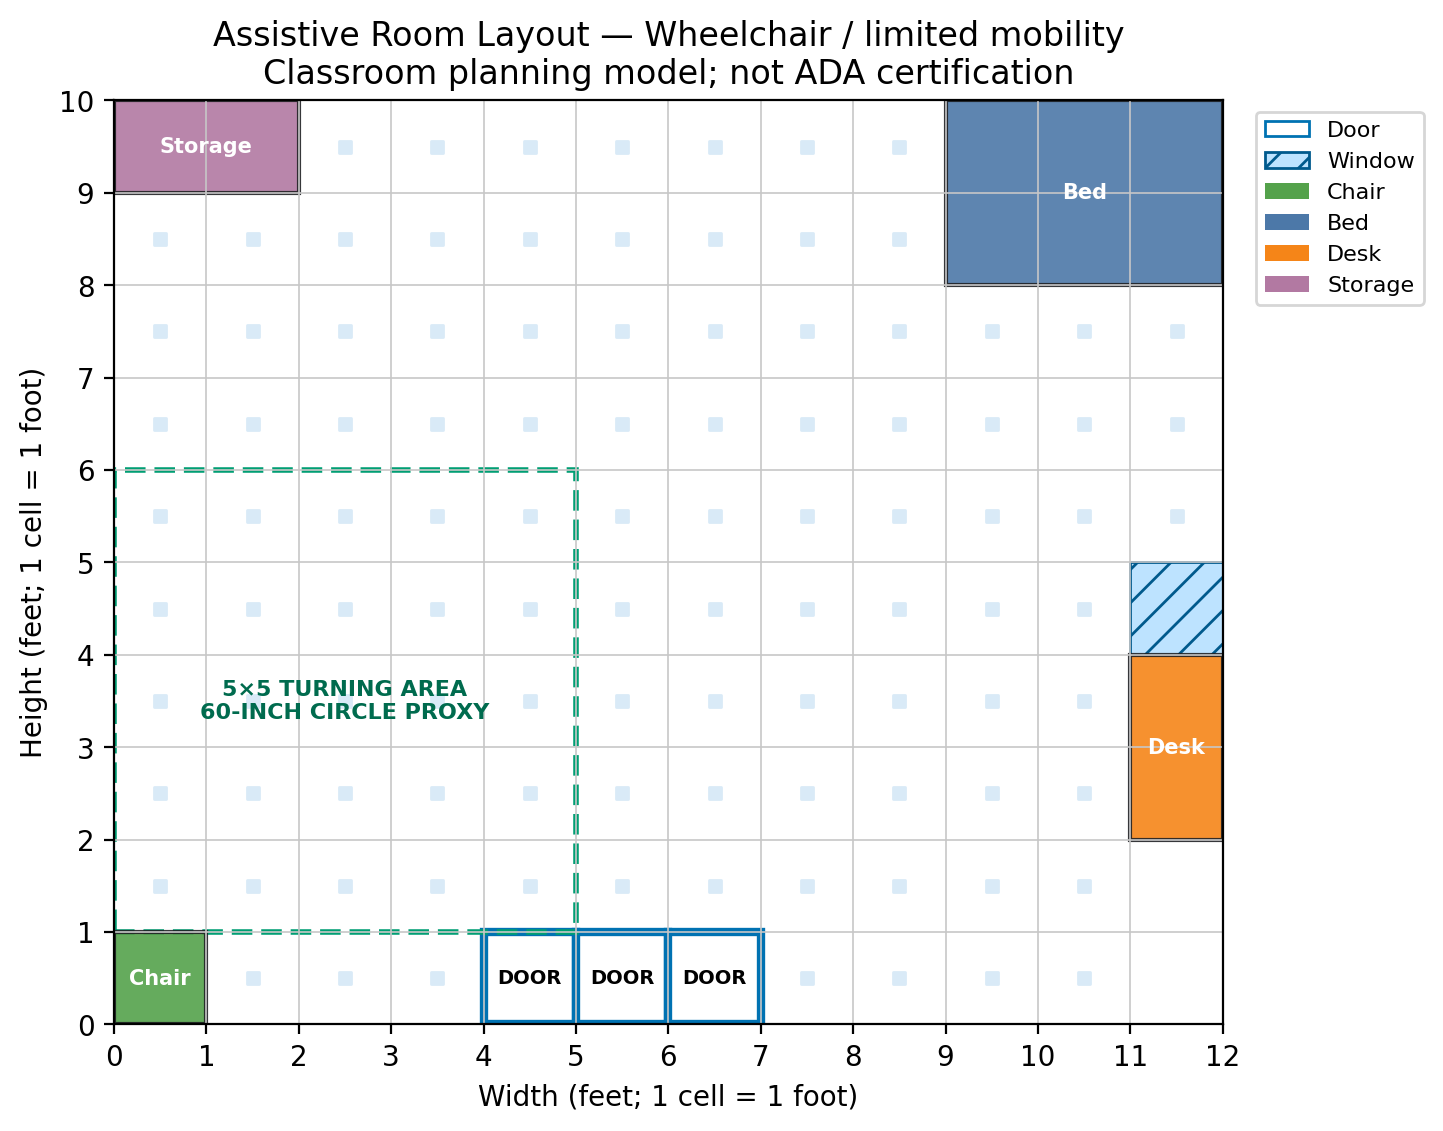 Assistive Room Layout — Wheelchair / limited mobility
Classroom planning model; not ADA certification
Height (feet; 1 cell = 1 foot)
10
9
8
7
6
5
4
3
2
1
0
Storage
Bed
5×5 TURNING AREA
60-INCH CIRCLE PROXY
Desk
Chair
DOOR DOOR DOOR
0 1 2 3 4 5 6 7 8 9 10 11 12
Width (feet; 1 cell = 1 foot)
Door
Window
Chair
Bed
Desk
Storage